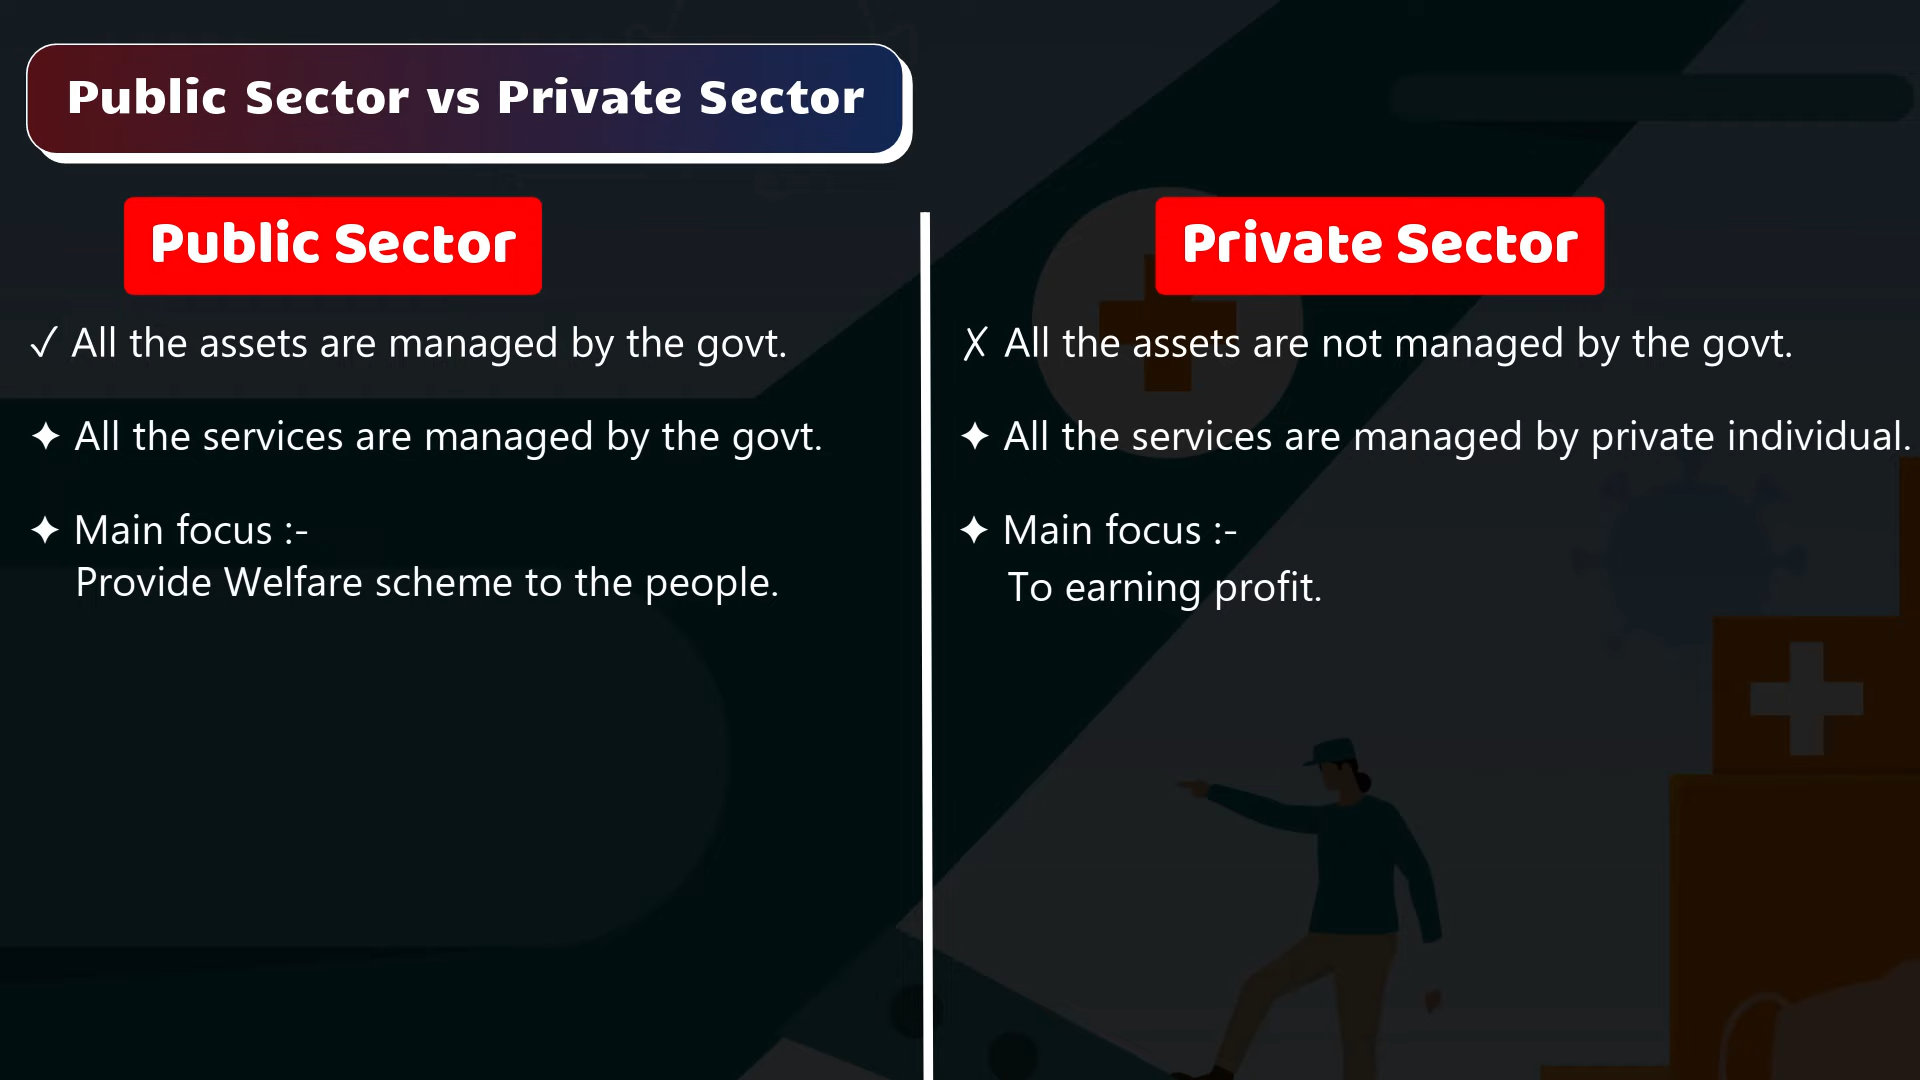 Public Sector vs Private Sector
Public Sector
✓ All the assets are managed by the govt.
✦ All the services are managed by the govt.
✦ Main focus :-
Provide Welfare scheme to the people.
Private Sector
✗ All the assets are not managed by the govt.
✦ All the services are managed by private individual.
✦ Main focus :-
To earning profit.